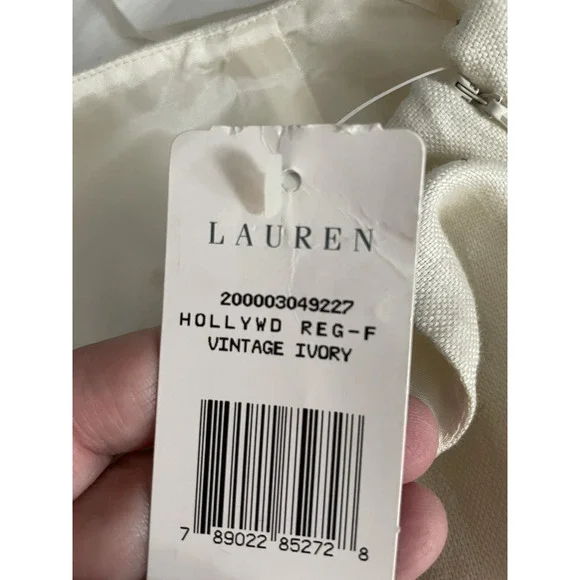 LAUREN
200003049227
HOLLYWD REG-F
VINTAGE IVORY
7 89022 85272 8